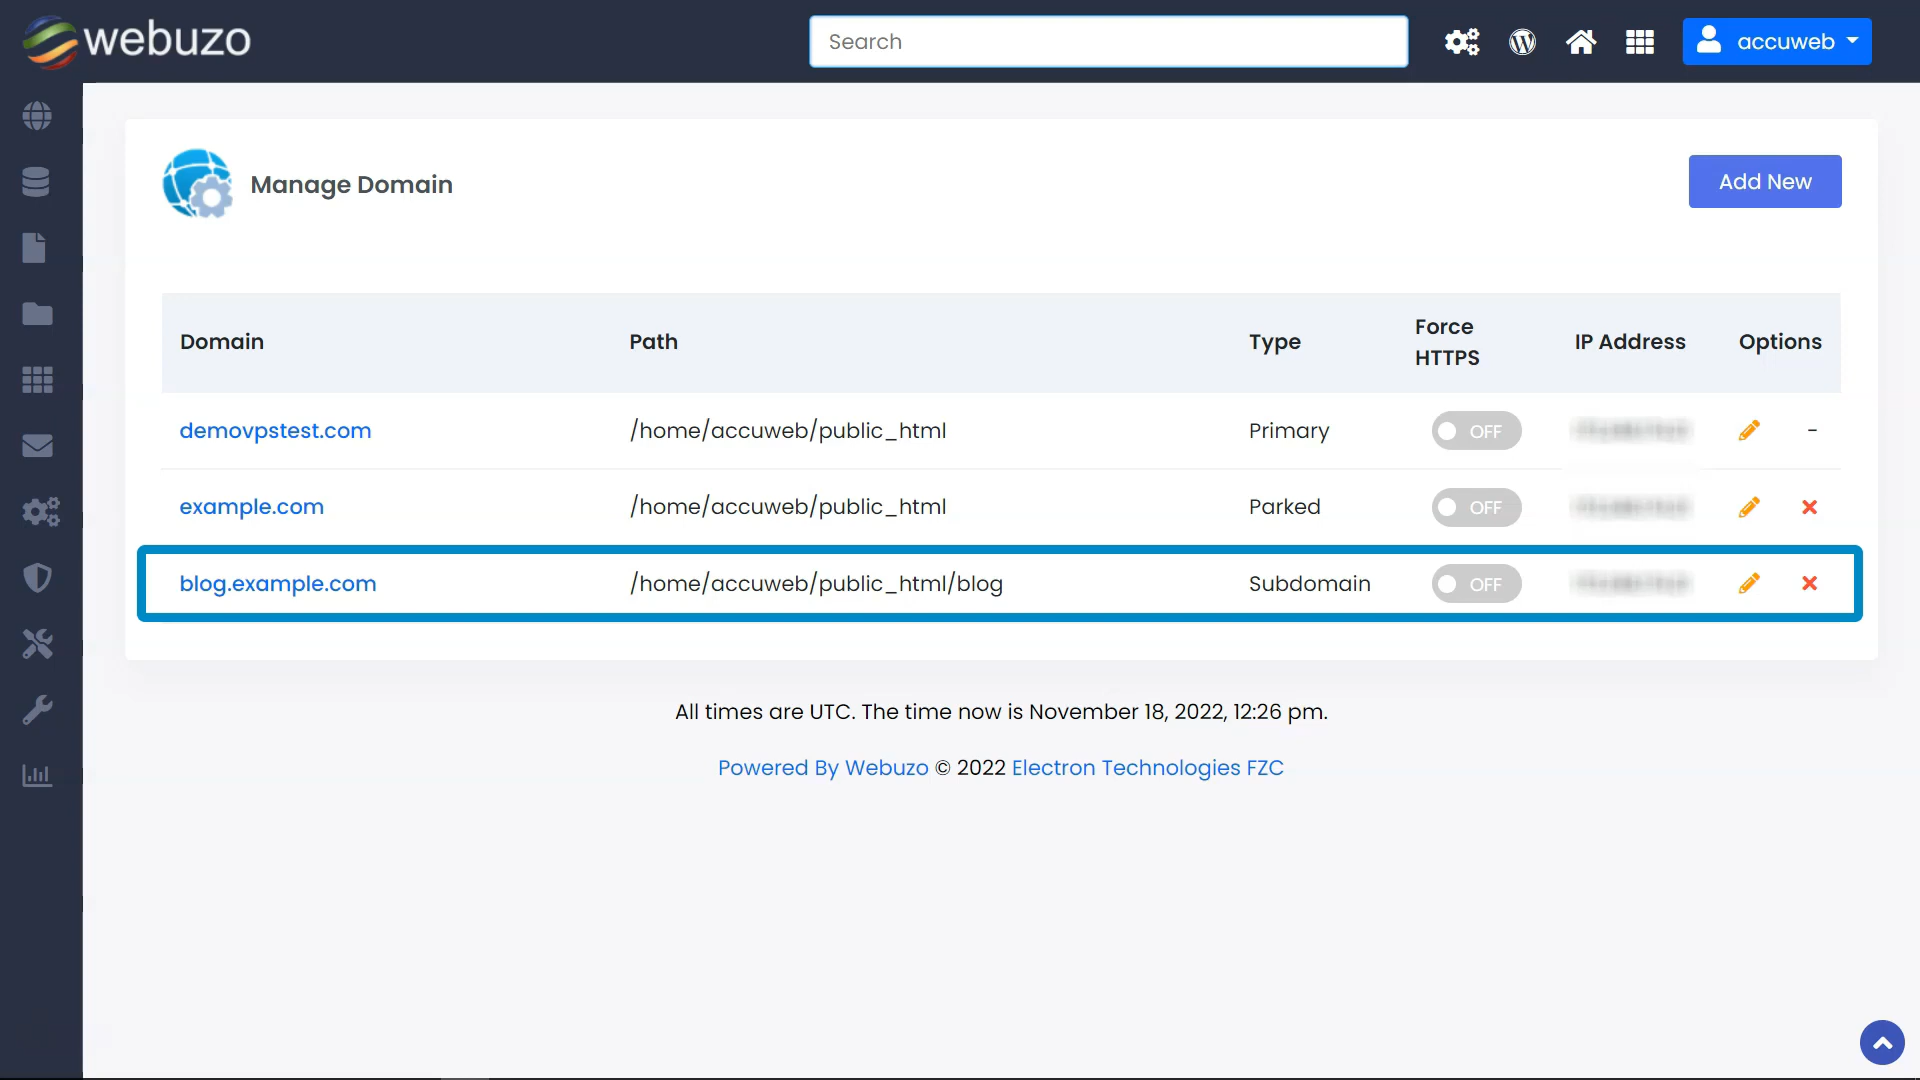 webuzo
Search
accuweb
Manage Domain
Add New
Domain Path Type Force HTTPS IP Address Options
demovpstest.com /home/accuweb/public_html Primary OFF -
example.com /home/accuweb/public_html Parked OFF
blog.example.com /home/accuweb/public_html/blog Subdomain OFF
All times are UTC. The time now is November 18, 2022, 12:26 pm.
Powered By Webuzo © 2022 Electron Technologies FZC